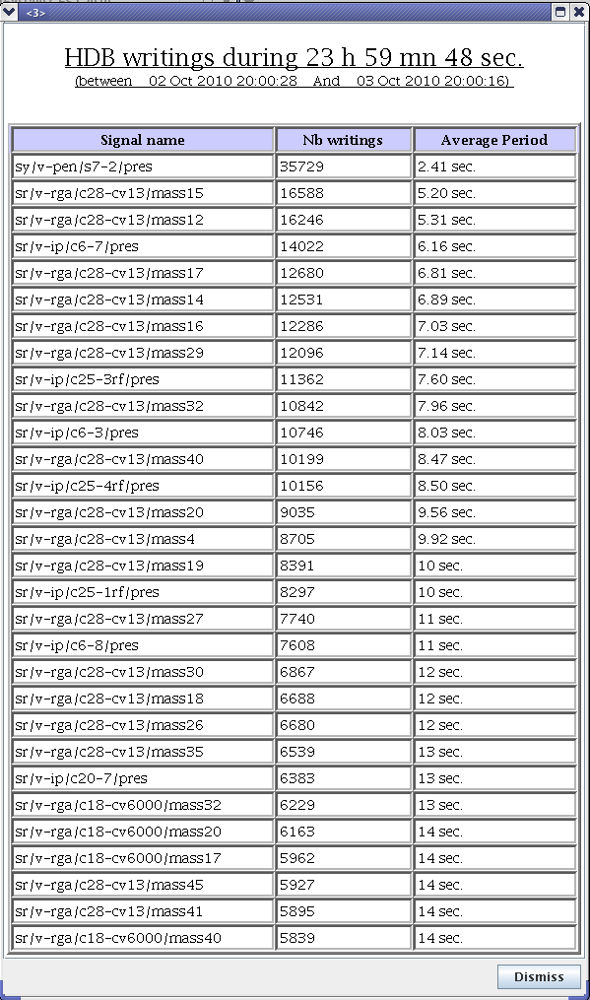 <3>
HDB writings during 23 h 59 mn 48 sec.
(between 02 Oct 2010 20:00:28 And 03 Oct 2010 20:00:16)
Signal name Nb writings Average Period
sy/v-pen/s7-2/pres 35729 2.41 sec.
sr/v-rga/c28-cv13/mass15 16588 5.20 sec.
sr/v-rga/c28-cv13/mass12 16246 5.31 sec.
sr/v-ip/c6-7/pres 14022 6.16 sec.
sr/v-rga/c28-cv13/mass17 12680 6.81 sec.
sr/v-rga/c28-cv13/mass14 12531 6.89 sec.
sr/v-rga/c28-cv13/mass16 12286 7.03 sec.
sr/v-rga/c28-cv13/mass29 12096 7.14 sec.
sr/v-ip/c25-3rf/pres 11362 7.60 sec.
sr/v-rga/c28-cv13/mass32 10842 7.96 sec.
sr/v-ip/c6-3/pres 10746 8.03 sec.
sr/v-rga/c28-cv13/mass40 10199 8.47 sec.
sr/v-ip/c25-4rf/pres 10156 8.50 sec.
sr/v-rga/c28-cv13/mass20 9035 9.56 sec.
sr/v-rga/c28-cv13/mass4 8705 9.92 sec.
sr/v-rga/c28-cv13/mass19 8391 10 sec.
sr/v-ip/c25-1rf/pres 8297 10 sec.
sr/v-rga/c28-cv13/mass27 7740 11 sec.
sr/v-ip/c6-8/pres 7608 11 sec.
sr/v-rga/c28-cv13/mass30 6867 12 sec.
sr/v-rga/c28-cv13/mass18 6688 12 sec.
sr/v-rga/c28-cv13/mass26 6680 12 sec.
sr/v-rga/c28-cv13/mass35 6539 13 sec.
sr/v-ip/c20-7/pres 6383 13 sec.
sr/v-rga/c18-cv6000/mass32 6229 13 sec.
sr/v-rga/c18-cv6000/mass20 6163 14 sec.
sr/v-rga/c18-cv6000/mass17 5962 14 sec.
sr/v-rga/c28-cv13/mass45 5927 14 sec.
sr/v-rga/c28-cv13/mass41 5895 14 sec.
sr/v-rga/c18-cv6000/mass40 5839 14 sec.
Dismiss